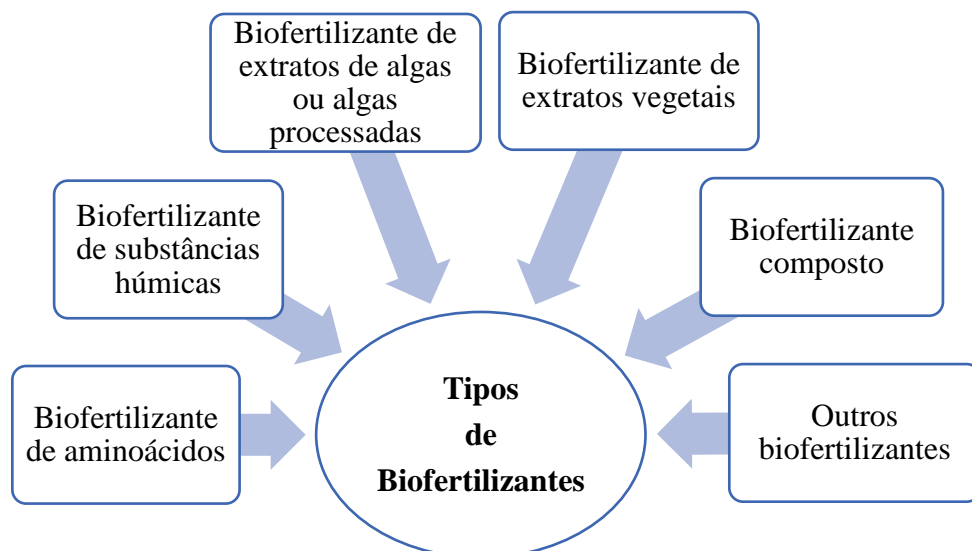 Biofertilizante de
extratos de algas
ou algas
processadas
Biofertilizante de
extratos vegetais
Biofertilizante
de substâncias
húmicas
Biofertilizante
composto
Biofertilizante
de aminoácidos
Tipos
de
Biofertilizantes
Outros
biofertilizantes